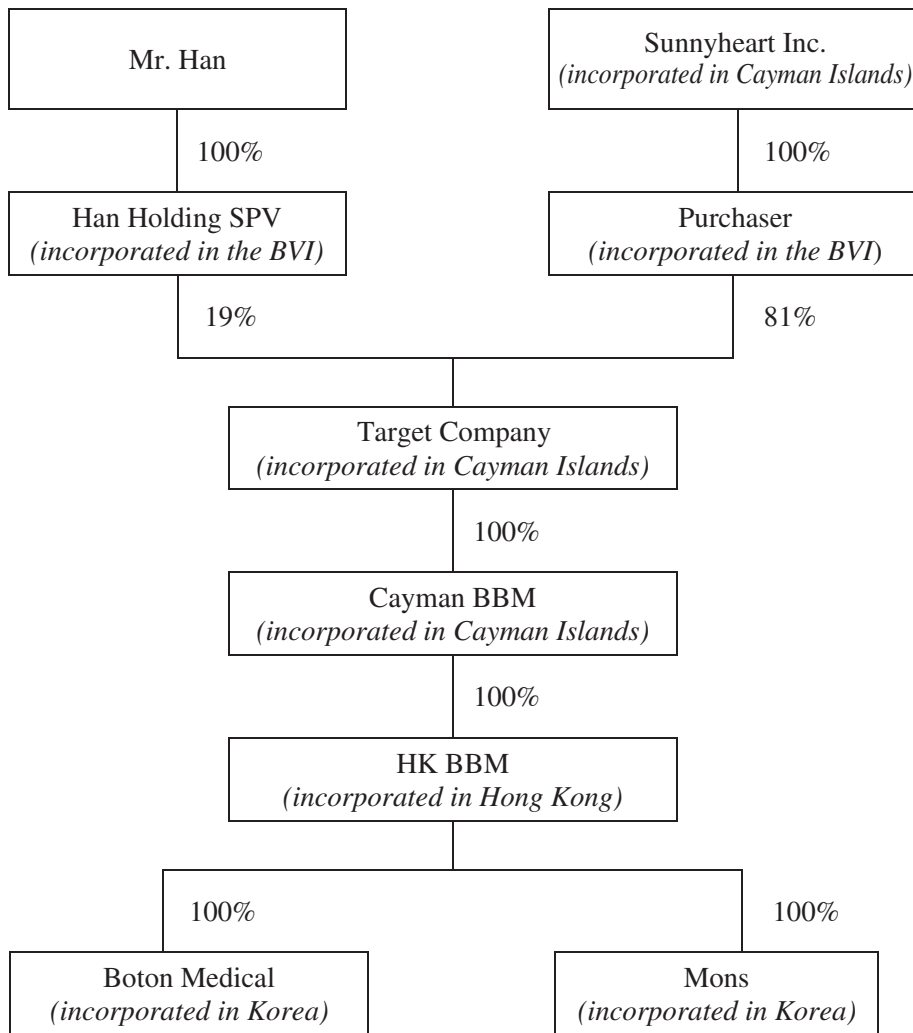 Mr. Han
Sunnyheart Inc.
(incorporated in Cayman Islands)
100%
100%
Han Holding SPV
(incorporated in the BVI)
Purchaser
(incorporated in the BVI)
19%
81%
Target Company
(incorporated in Cayman Islands)
100%
Cayman BBM
(incorporated in Cayman Islands)
100%
HK BBM
(incorporated in Hong Kong)
100%
100%
Boton Medical
(incorporated in Korea)
Mons
(incorporated in Korea)